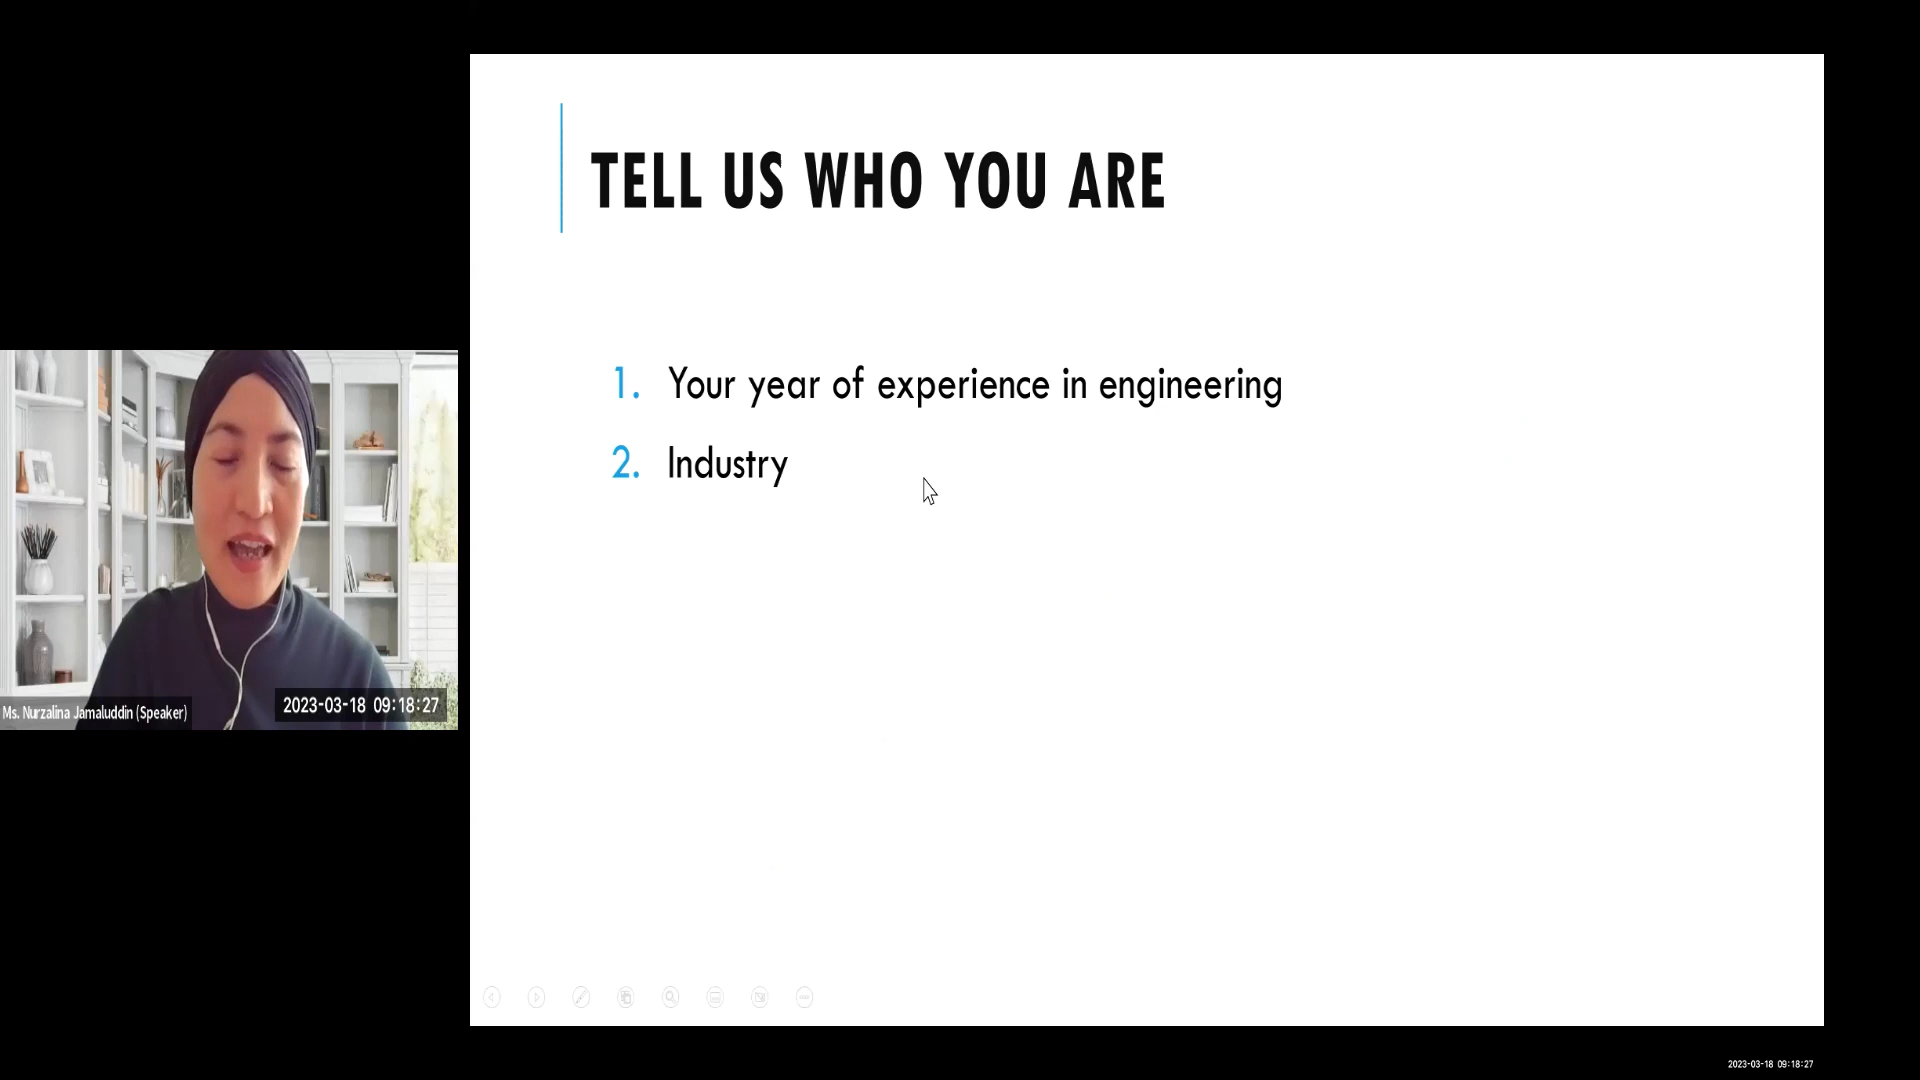 TELL US WHO YOU ARE
1. Your year of experience in engineering
2. Industry
Ms. Nurzalina Jamaluddin (Speaker)
2023-03-18 09:18:27
2023-03-18 09:18:27